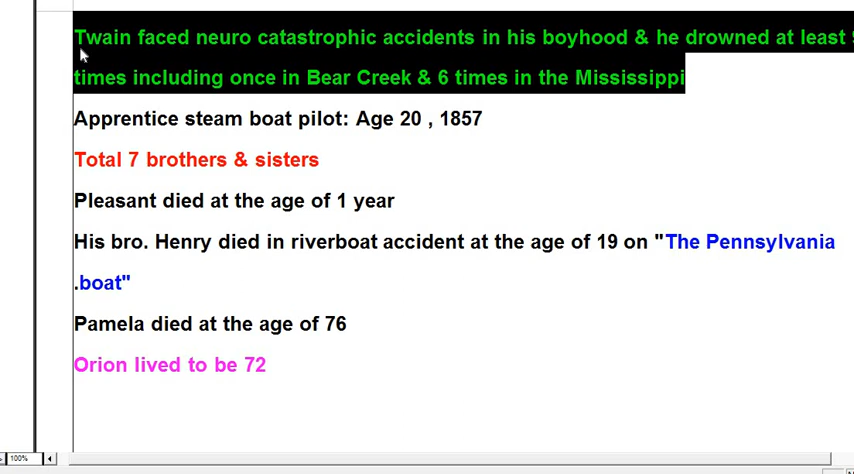 Twain faced neuro catastrophic accidents in his boyhood & he drowned at least
times including once in Bear Creek & 6 times in the Mississippi
Apprentice steam boat pilot: Age 20 , 1857
Total 7 brothers & sisters
Pleasant died at the age of 1 year
His bro. Henry died in riverboat accident at the age of 19 on "The Pennsylvania
.boat"
Pamela died at the age of 76
Orion lived to be 72
100%